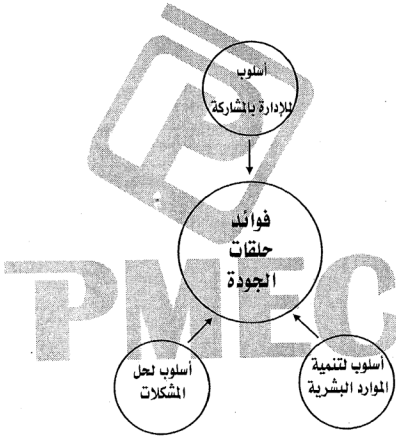 أسلوب
للإدارة بالمشاركة
فوائد
حلقات
الجودة
PMEC
أسلوب لحل
المشكلات
أسلوب لتنمية
الموارد البشرية